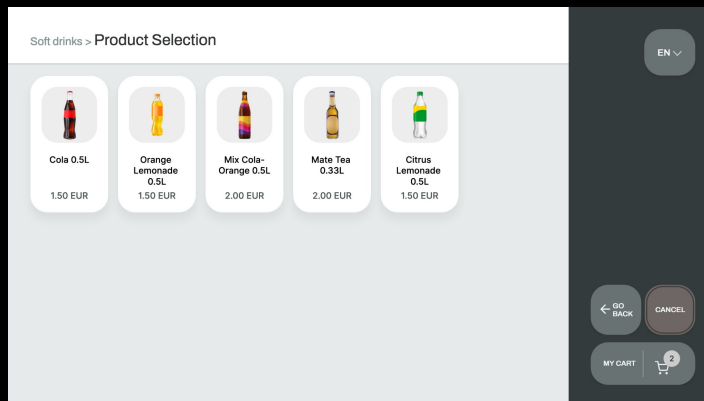 Soft drinks > Product Selection
EN
Cola 0.5L
1.50 EUR
Orange
Lemonade
0.5L
1.50 EUR
Mix Cola-
Orange 0.5L
2.00 EUR
Mate Tea
0.33L
2.00 EUR
Citrus
Lemonade
0.5L
1.50 EUR
GO
BACK
CANCEL
MY CART
2